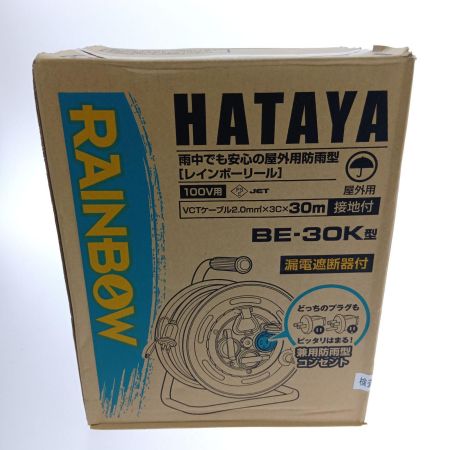 RAINBOW
HATAYA
雨中でも安心の屋外用防雨型
[レインボーリール]
100V用
JET
屋外用
VCTケーブル2.0mm²×3C×30m 接地付
BE-30K型
漏電遮断器付
どっちのプラグも
ピッタリはまる!
兼用防雨型
コンセント